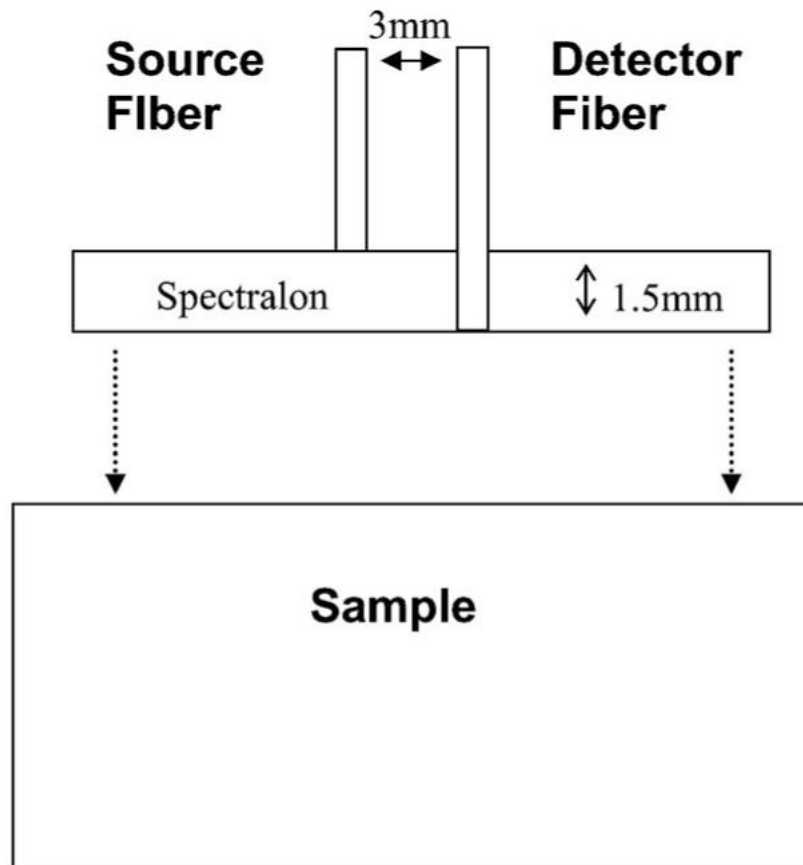 3mm
Source
FIber
Detector
Fiber
Spectralon
1.5mm
Sample